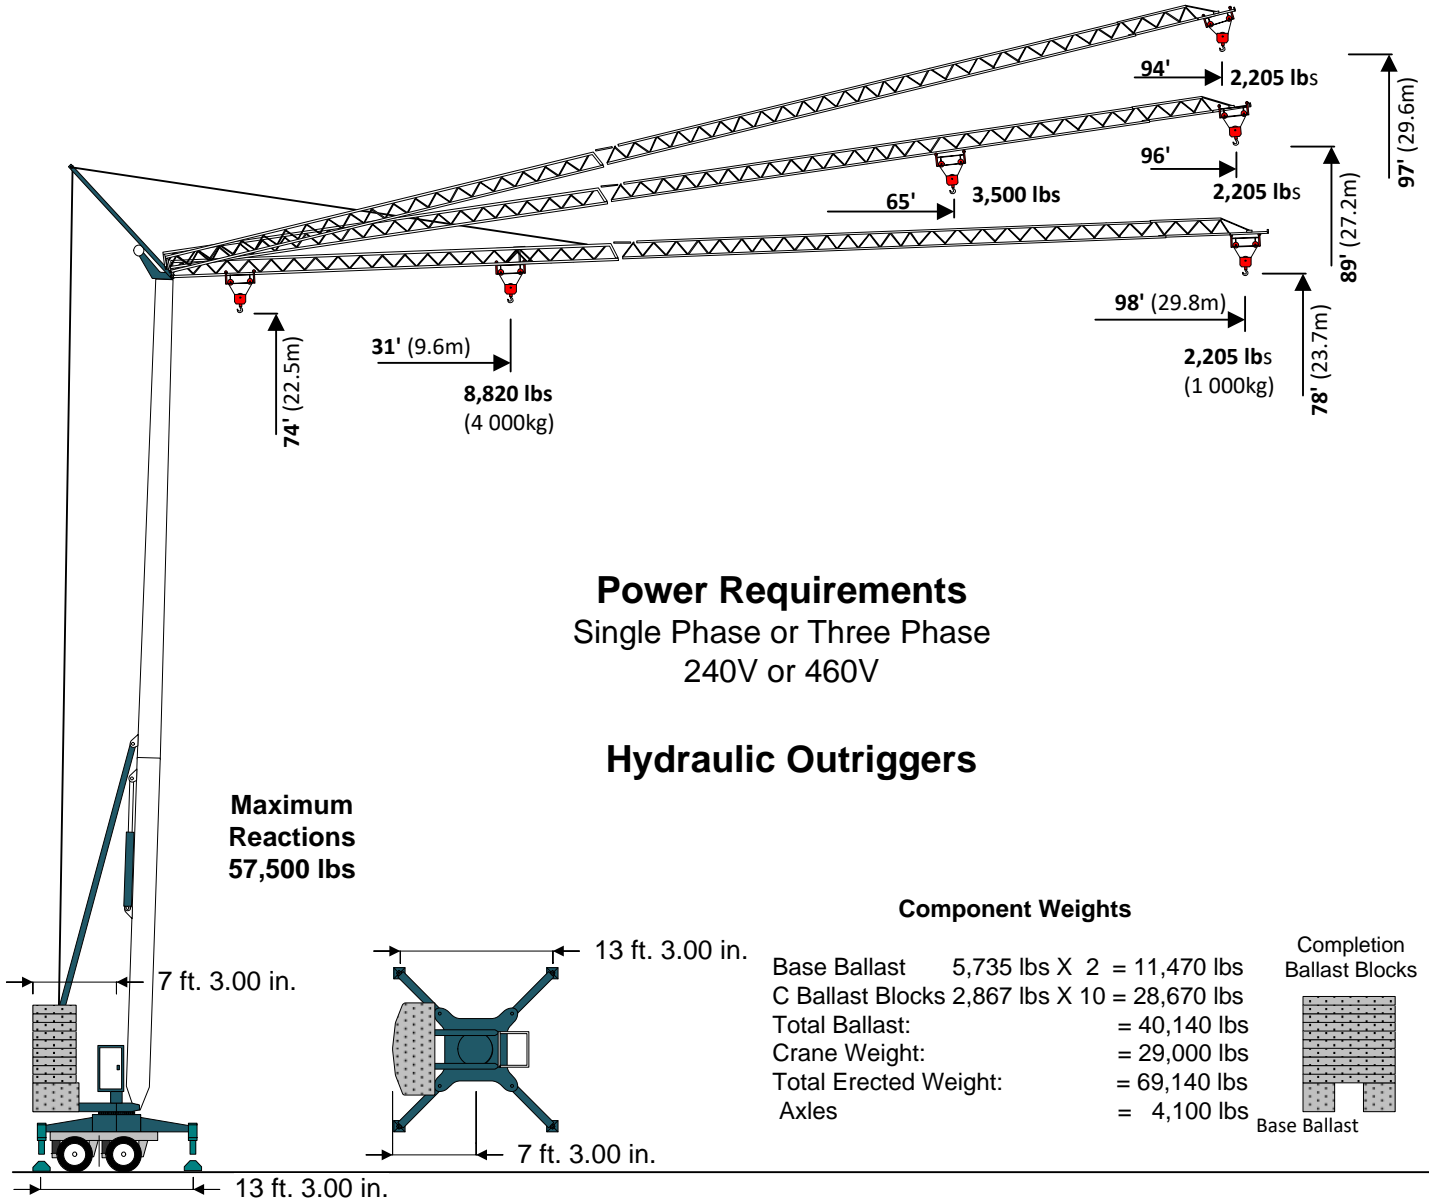 94'
2,205 lbs
97' (29.6m)
96'
2,205 lbs
89' (27.2m)
65'
3,500 lbs
98' (29.8m)
2,205 lbs
(1 000kg)
78' (23.7m)
74' (22.5m)
31' (9.6m)
8,820 lbs
(4 000kg)
Power Requirements
Single Phase or Three Phase
240V or 460V
Hydraulic Outriggers
Maximum
Reactions
57,500 lbs
7 ft. 3.00 in.
13 ft. 3.00 in.
13 ft. 3.00 in.
7 ft. 3.00 in.
Component Weights
Base Ballast 5,735 lbs X 2 = 11,470 lbs
C Ballast Blocks 2,867 lbs X 10 = 28,670 lbs
Total Ballast: = 40,140 lbs
Crane Weight: = 29,000 lbs
Total Erected Weight: = 69,140 lbs
Axles = 4,100 lbs
Completion
Ballast Blocks
Base Ballast